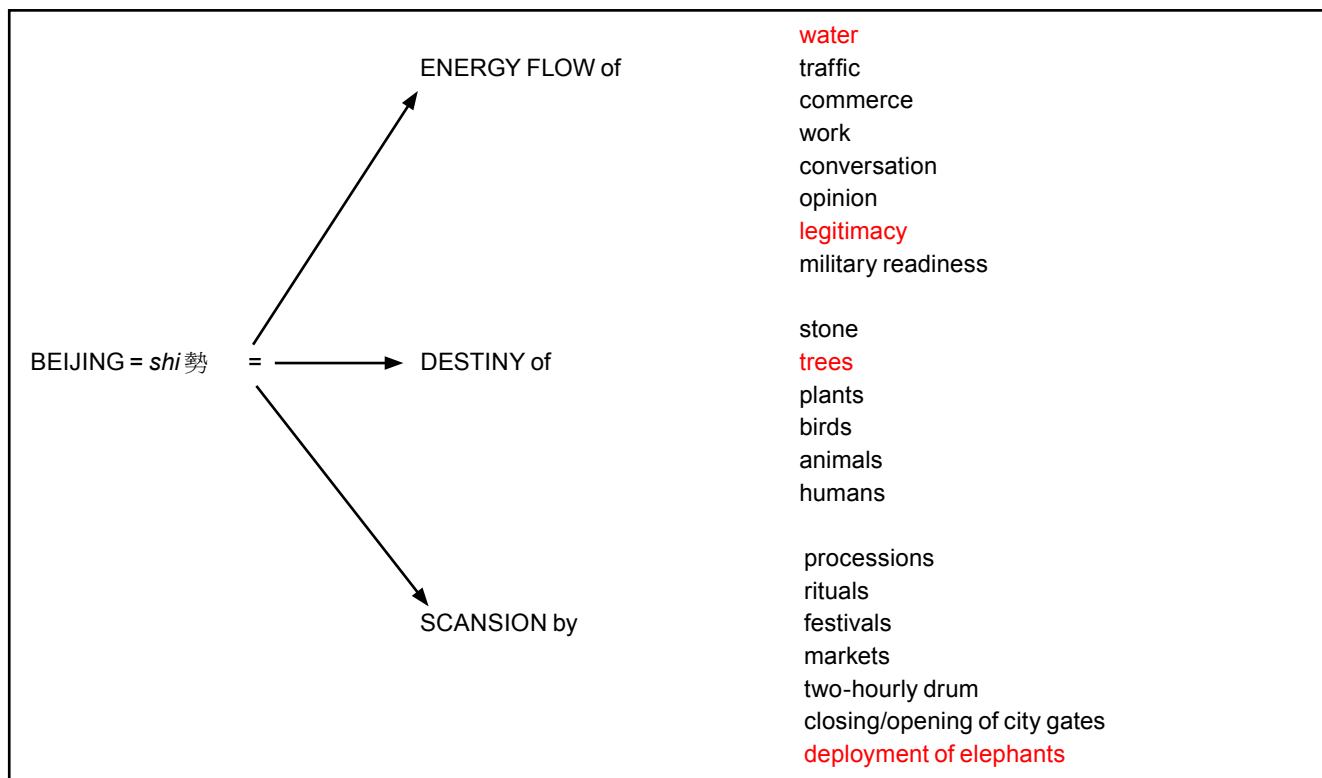 water
ENERGY FLOW of
traffic
commerce
work
conversation
opinion
legitimacy
military readiness
stone
BEIJING = shi 勢 =
DESTINY of
trees
plants
birds
animals
humans
processions
rituals
SCANSION by
festivals
markets
two-hourly drum
closing/opening of city gates
deployment of elephants